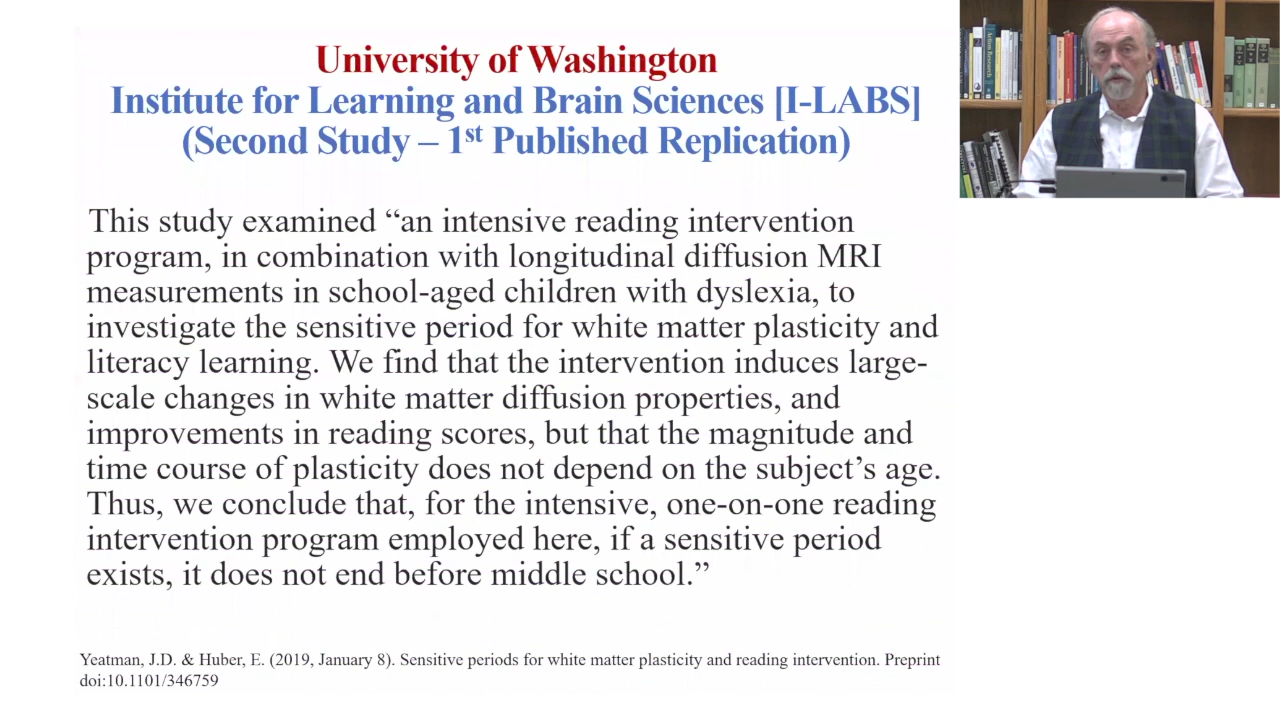 University of Washington
Institute for Learning and Brain Sciences [I-LABS]
(Second Study – 1st Published Replication)
This study examined “an intensive reading intervention
program, in combination with longitudinal diffusion MRI
measurements in school-aged children with dyslexia, to
investigate the sensitive period for white matter plasticity and
literacy learning. We find that the intervention induces large-
scale changes in white matter diffusion properties, and
improvements in reading scores, but that the magnitude and
time course of plasticity does not depend on the subject’s age.
Thus, we conclude that, for the intensive, one-on-one reading
intervention program employed here, if a sensitive period
exists, it does not end before middle school.”
Yeatman, J.D. & Huber, E. (2019, January 8). Sensitive periods for white matter plasticity and reading intervention. Preprint
doi:10.1101/346759
Action Research